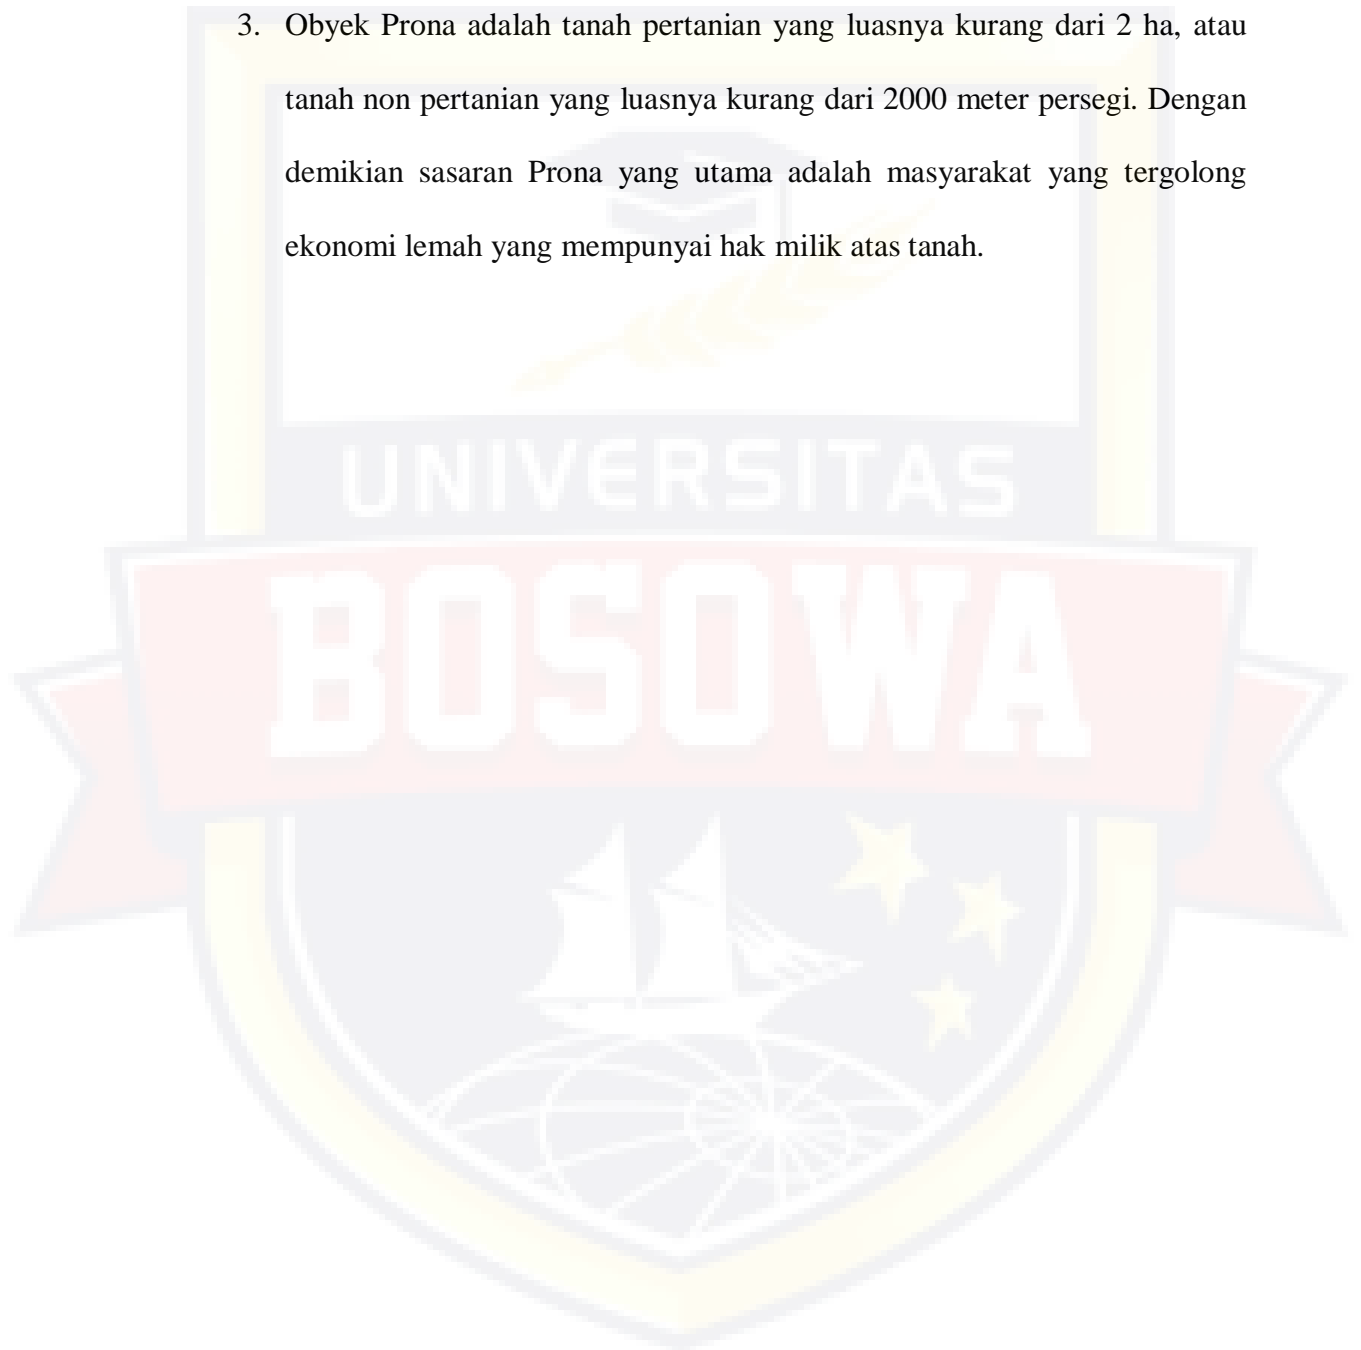 3. Obyek Prona adalah tanah pertanian yang luasnya kurang dari 2 ha, atau
tanah non pertanian yang luasnya kurang dari 2000 meter persegi. Dengan
demikian sasaran Prona yang utama adalah masyarakat yang tergolong
ekonomi lemah yang mempunyai hak milik atas tanah.
UNIVERSITAS
BOSOWA